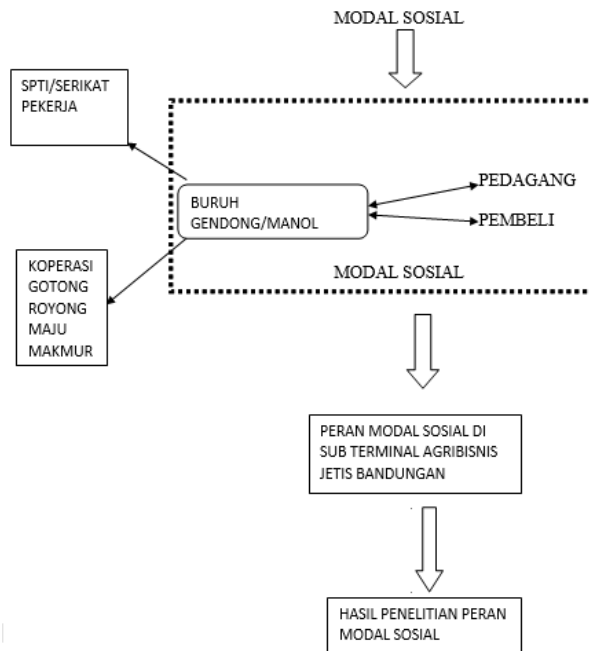 MODAL SOSIAL
SPTI/SERIKAT
PEKERJA
BURUH
GENDONG/MANOL
PEDAGANG
PEMBELI
MODAL SOSIAL
KOPERASI
GOTONG
ROYONG
MAJU
MAKMUR
PERAN MODAL SOSIAL DI
SUB TERMINAL AGRIBISNIS
JETIS BANDUNGAN
HASIL PENELITIAN PERAN
MODAL SOSIAL